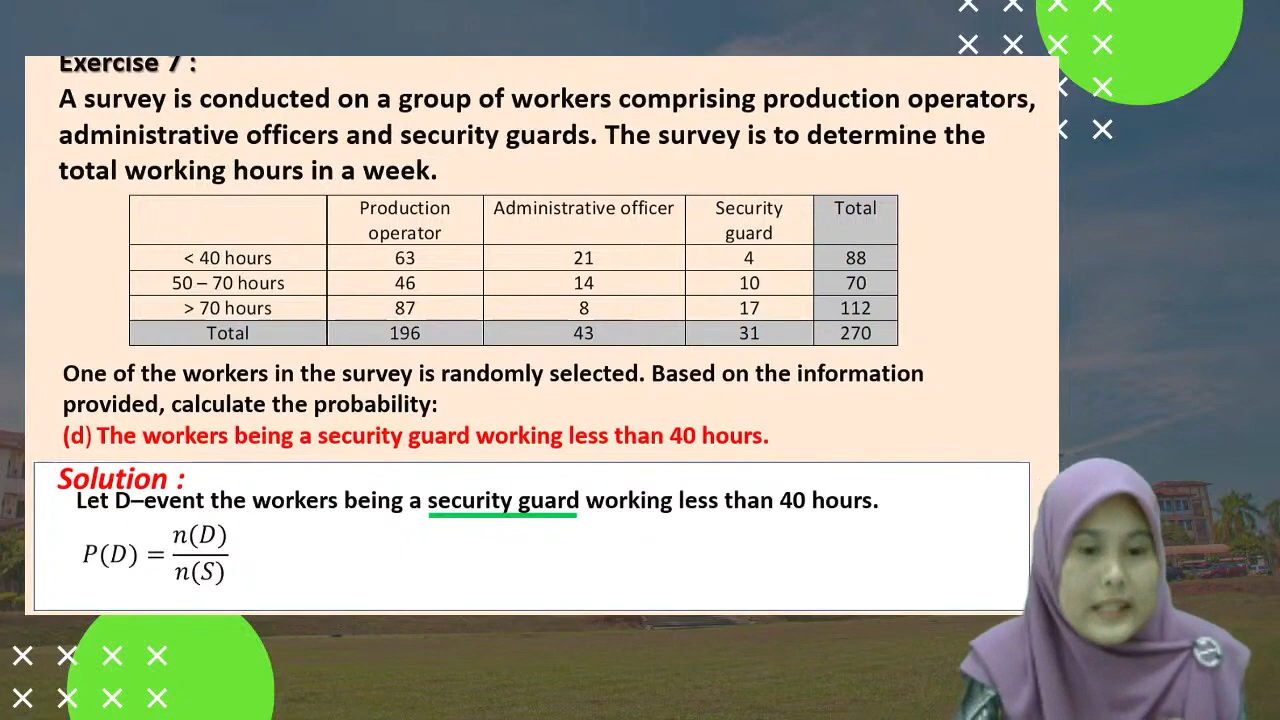 Exercise 7 :
A survey is conducted on a group of workers comprising production operators,
administrative officers and security guards. The survey is to determine the
total working hours in a week.
Production operator Administrative officer Security guard Total
< 40 hours 63 21 4 88
50 – 70 hours 46 14 10 70
> 70 hours 87 8 17 112
Total 196 43 31 270
One of the workers in the survey is randomly selected. Based on the information
provided, calculate the probability:
(d) The workers being a security guard working less than 40 hours.
Solution :
Let D–event the workers being a security guard working less than 40 hours.
P(D) = n(D)/n(S)